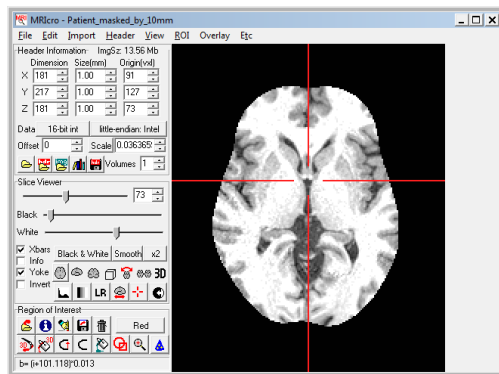 MRIcro - Patient_masked_by_10mm
File Edit Import Header View ROI Overlay Etc
Header Information ImgSz: 13.56 Mb
Dimension Size(mm) Origin(vxl)
X 181 1.00 91
Y 217 1.00 127
Z 181 1.00 73
Data 16-bit int little-endian: Intel
Offset 0 Scale 0.036365
Volumes 1
Slice Viewer
73
Black
White
Xbars Black & White Smooth x2
Info
Yoke 3D
Invert LR
Region of Interest
Red
3D 3D
b= (i+101.118)*0.013